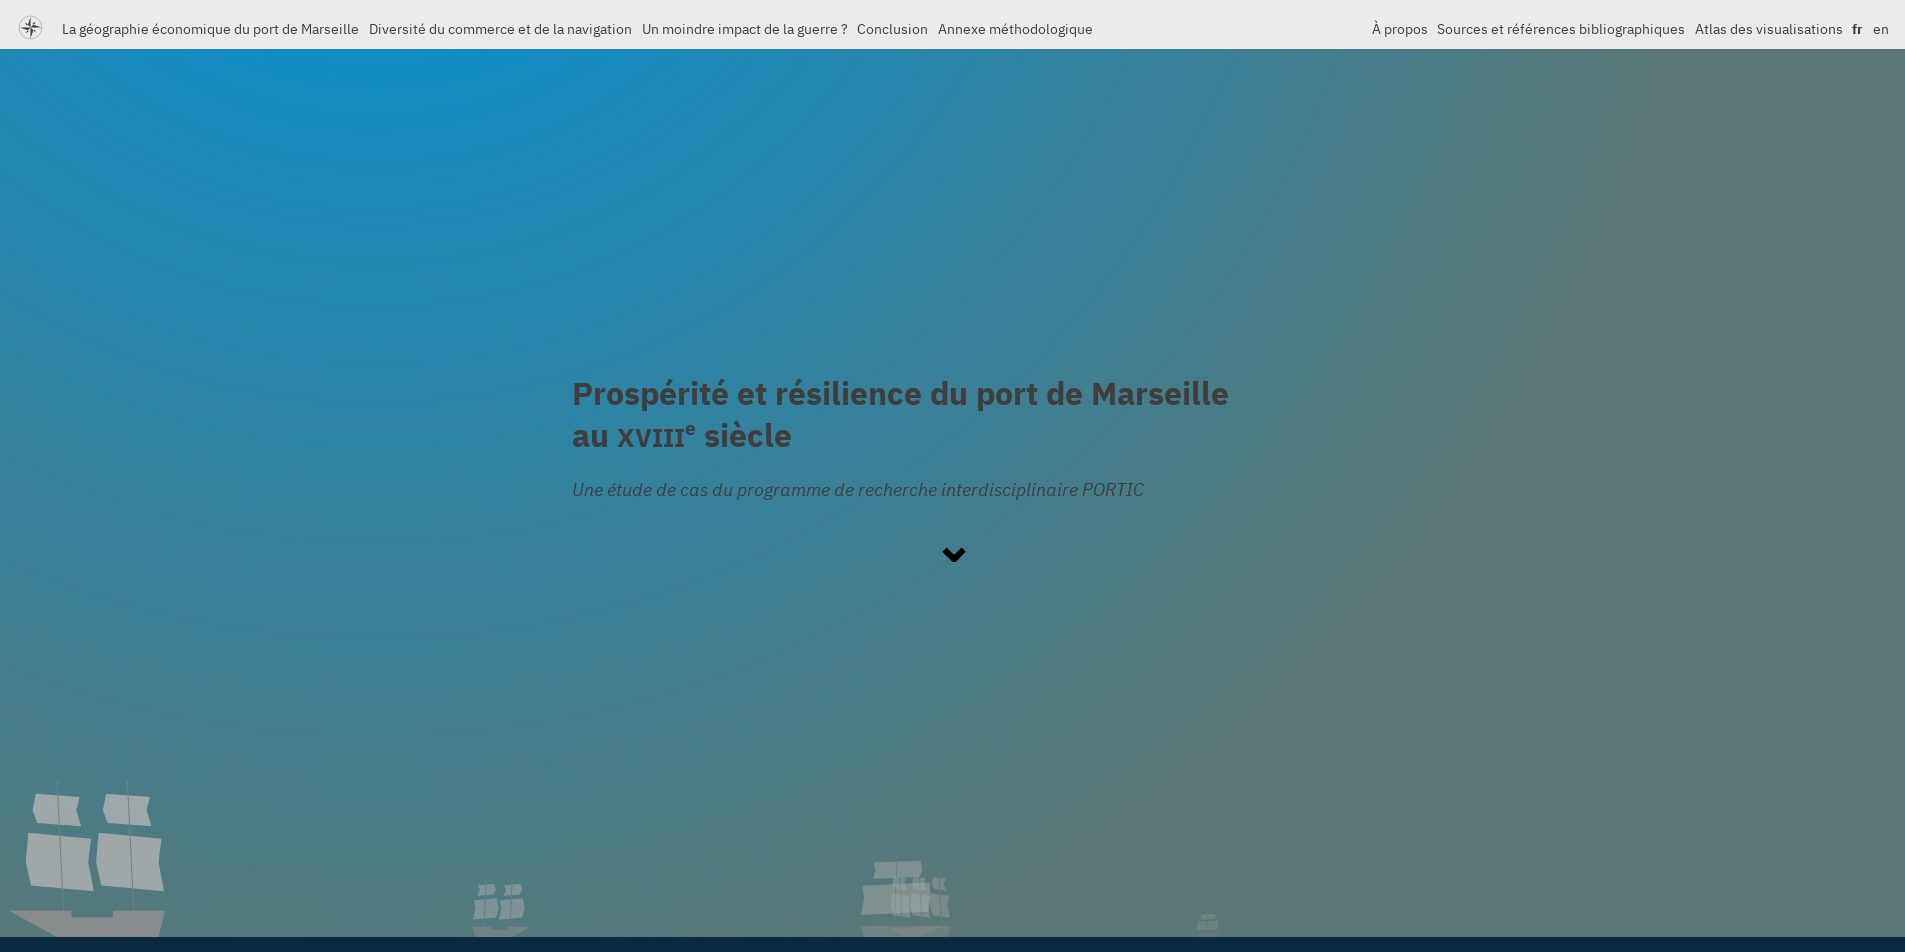 La géographie économique du port de Marseille Diversité du commerce et de la navigation Un moindre impact de la guerre ? Conclusion Annexe méthodologique À propos Sources et références bibliographiques Atlas des visualisations fr en
Prospérité et résilience du port de Marseille
au XVIIIe siècle
Une étude de cas du programme de recherche interdisciplinaire PORTIC